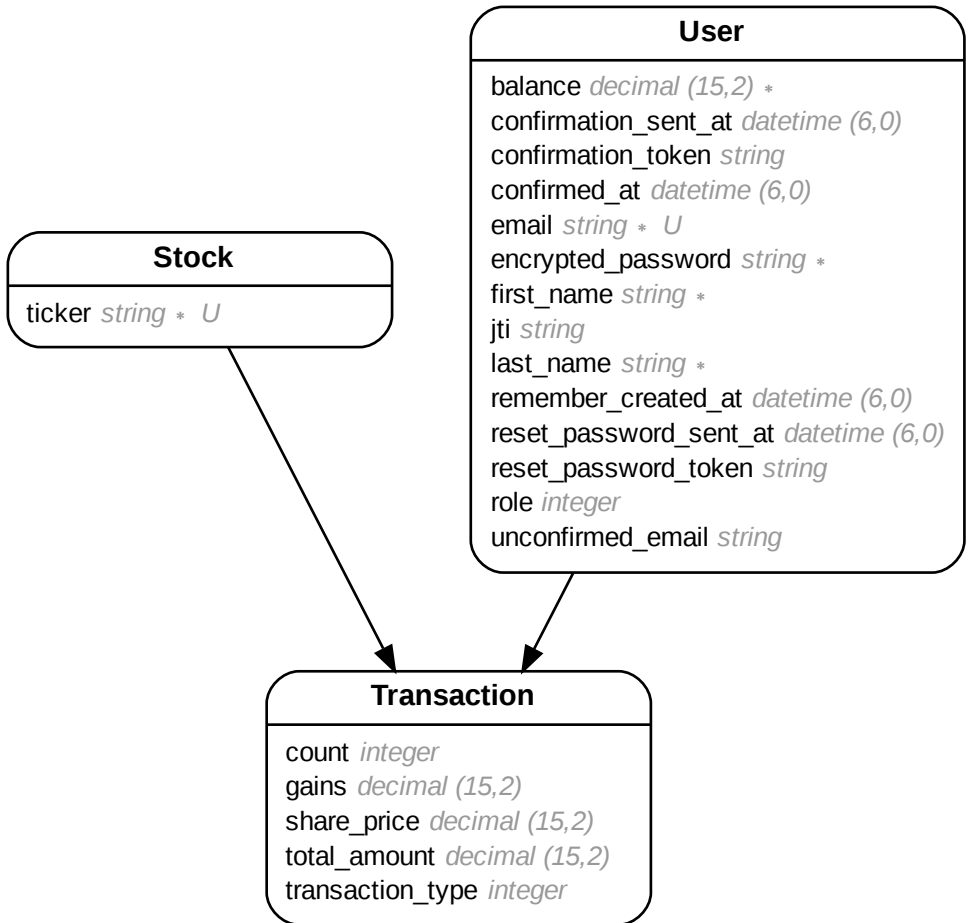 User
balance decimal (15,2) *
confirmation_sent_at datetime (6,0)
confirmation_token string
confirmed_at datetime (6,0)
email string * U
encrypted_password string *
first_name string *
jti string
last_name string *
remember_created_at datetime (6,0)
reset_password_sent_at datetime (6,0)
reset_password_token string
role integer
unconfirmed_email string
Stock
ticker string * U
Transaction
count integer
gains decimal (15,2)
share_price decimal (15,2)
total_amount decimal (15,2)
transaction_type integer